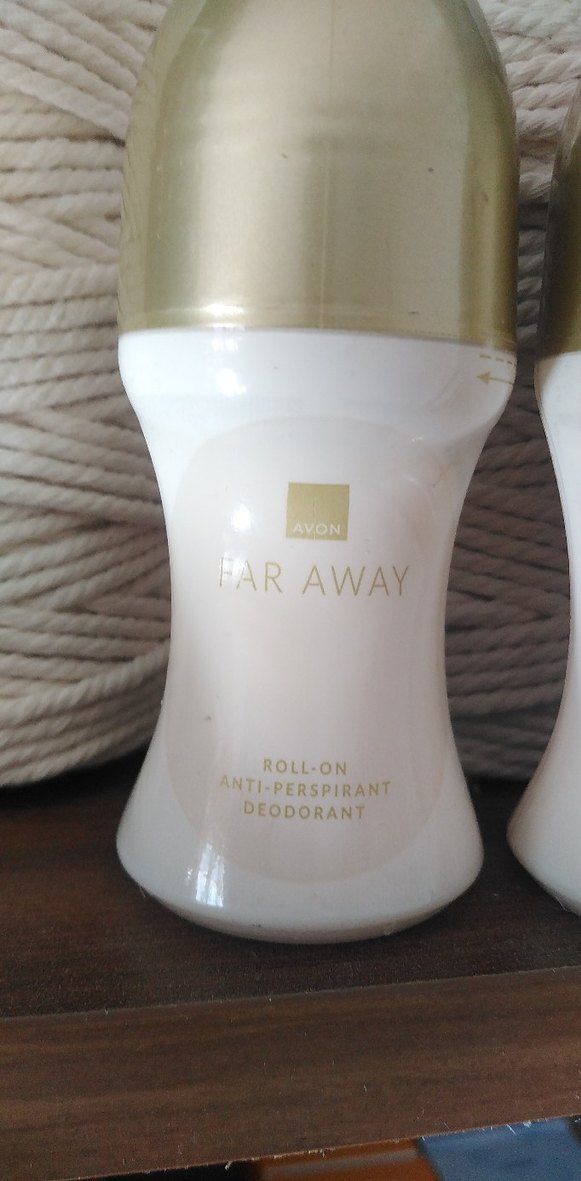 AVON
FAR AWAY
ROLL-ON
ANTI-PERSPIRANT
DEODORANT